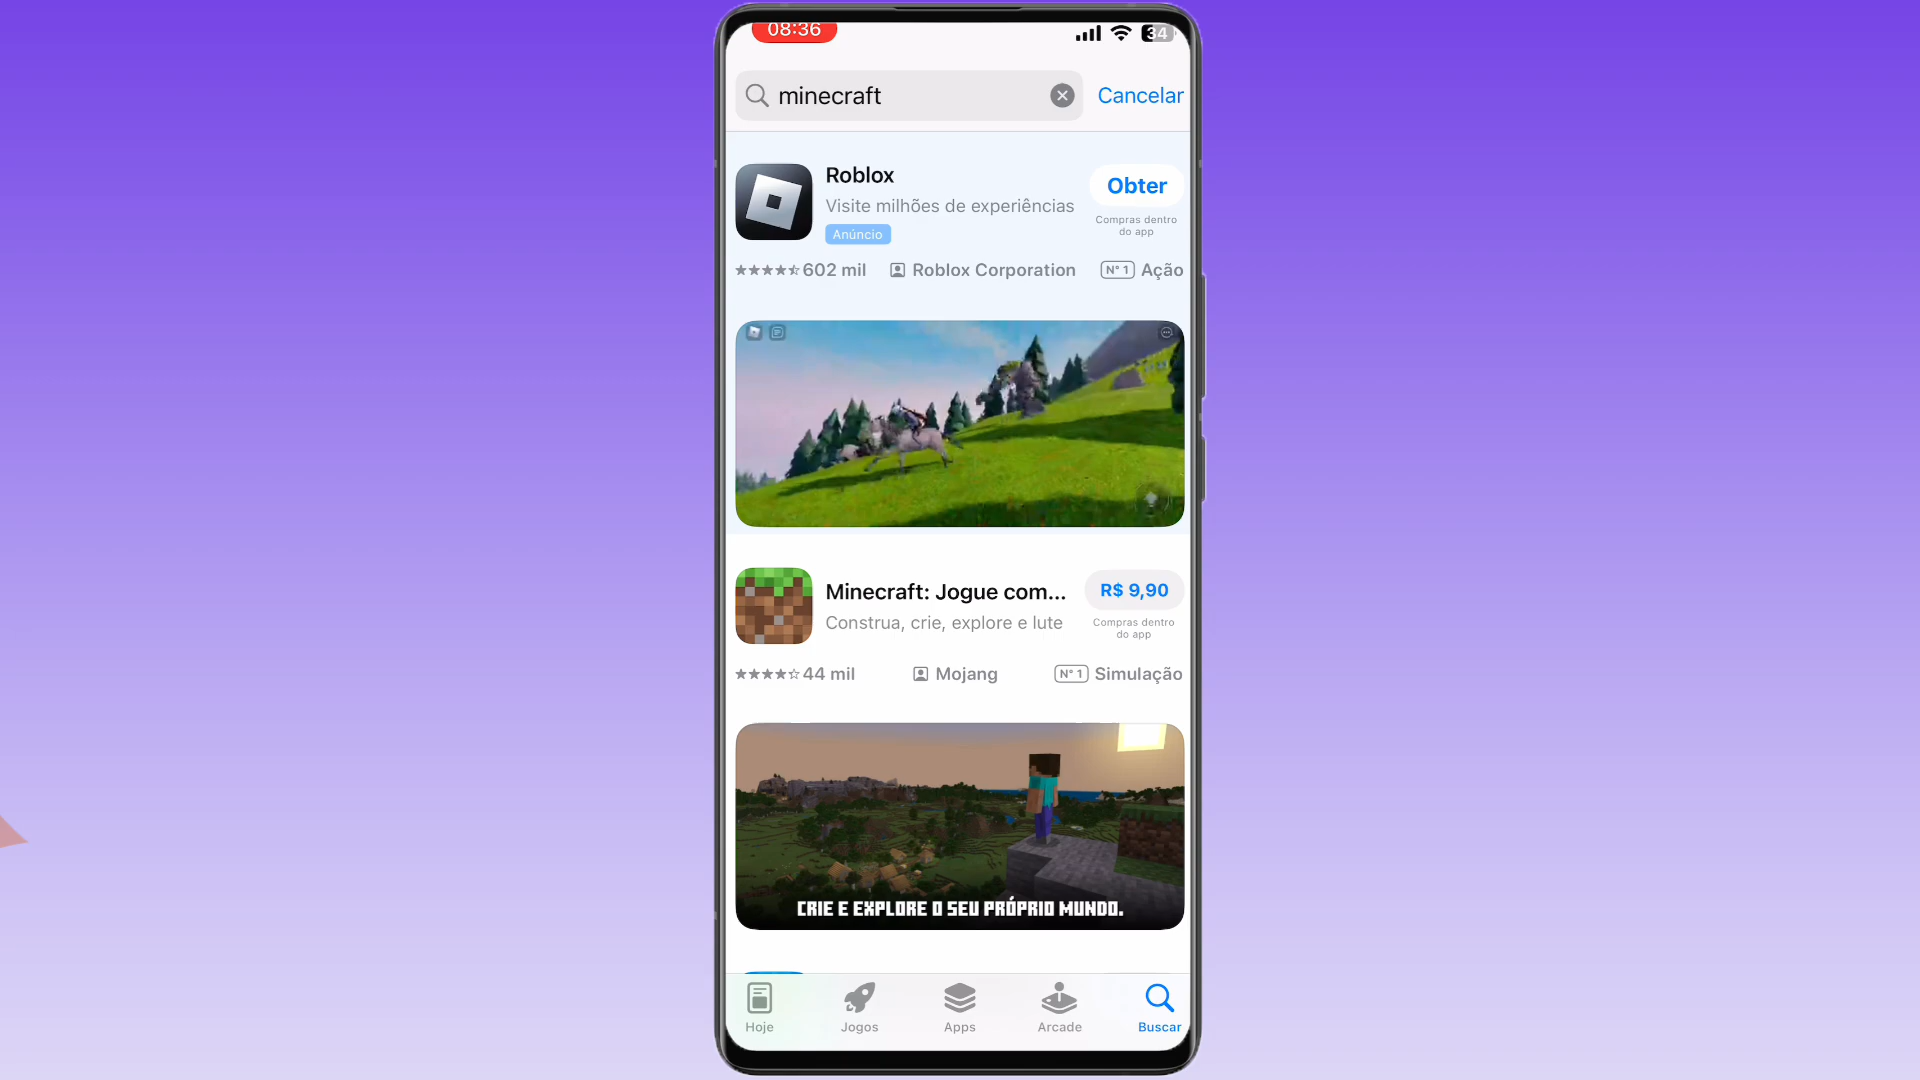 08:36
34
minecraft
Cancelar
Roblox
Obter
Visite milhões de experiências
Compras dentro
do app
Anúncio
602 mil
Roblox Corporation
Nº 1 Ação
Minecraft: Jogue com...
R$ 9,90
Construa, crie, explore e lute
Compras dentro
do app
44 mil
Mojang
Nº 1 Simulação
CRIE E EXPLORE O SEU PRÓPRIO MUNDO.
Hoje
Jogos
Apps
Arcade
Buscar